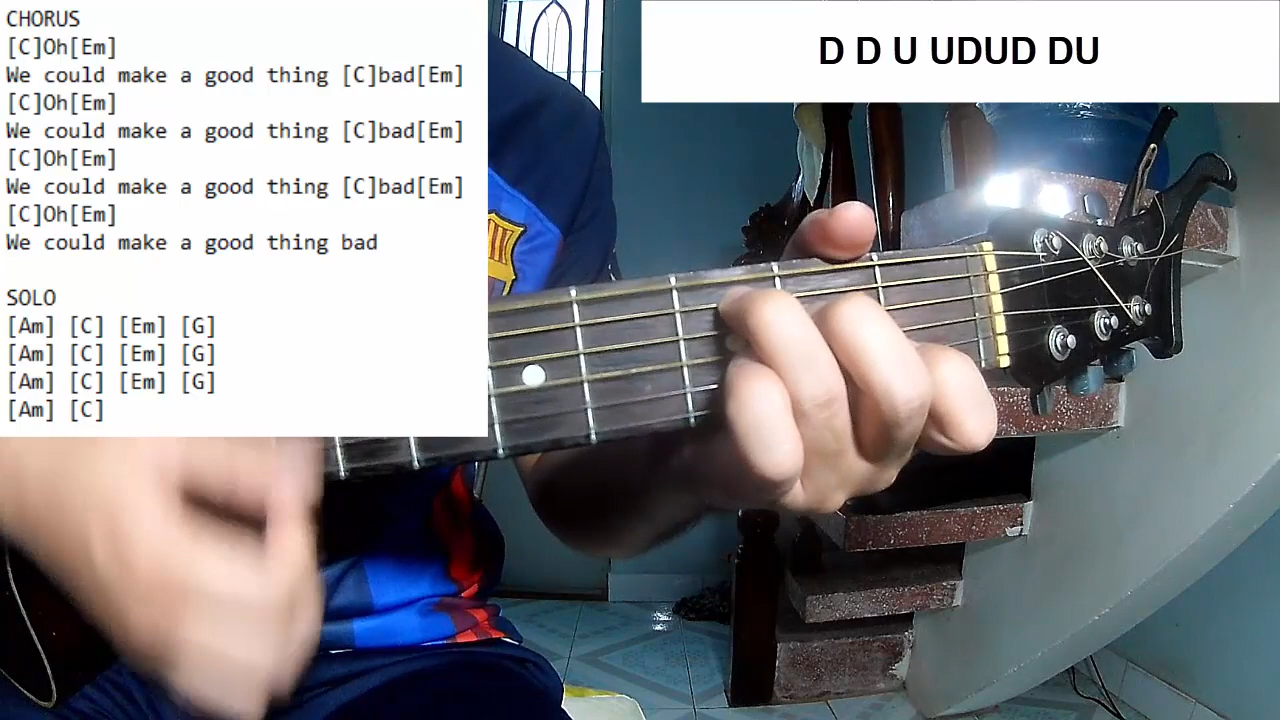 CHORUS
[C]Oh[Em]
We could make a good thing [C]bad[Em]
[C]Oh[Em]
We could make a good thing [C]bad[Em]
[C]Oh[Em]
We could make a good thing [C]bad[Em]
[C]Oh[Em]
We could make a good thing bad

SOLO
[Am] [C] [Em] [G]
[Am] [C] [Em] [G]
[Am] [C] [Em] [G]
[Am] [C]
D D U UDUD DU